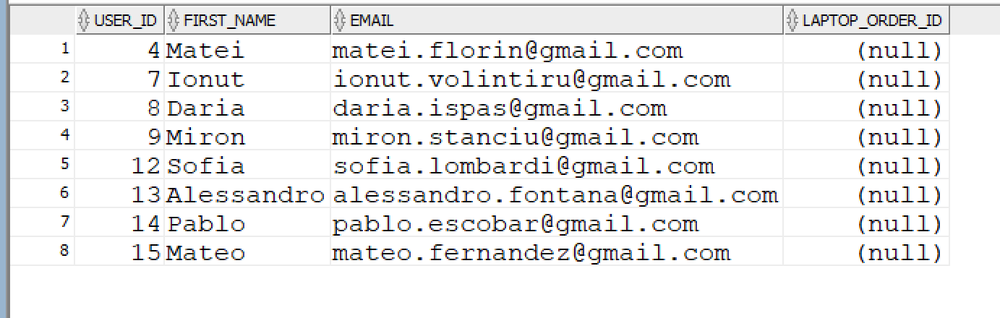 USER_ID FIRST_NAME EMAIL LAPTOP_ORDER_ID
1 4 Matei matei.florin@gmail.com (null)
2 7 Ionut ionut.volintiru@gmail.com (null)
3 8 Daria daria.ispas@gmail.com (null)
4 9 Miron miron.stanciu@gmail.com (null)
5 12 Sofia sofia.lombardi@gmail.com (null)
6 13 Alessandro alessandro.fontana@gmail.com (null)
7 14 Pablo pablo.escobar@gmail.com (null)
8 15 Mateo mateo.fernandez@gmail.com (null)